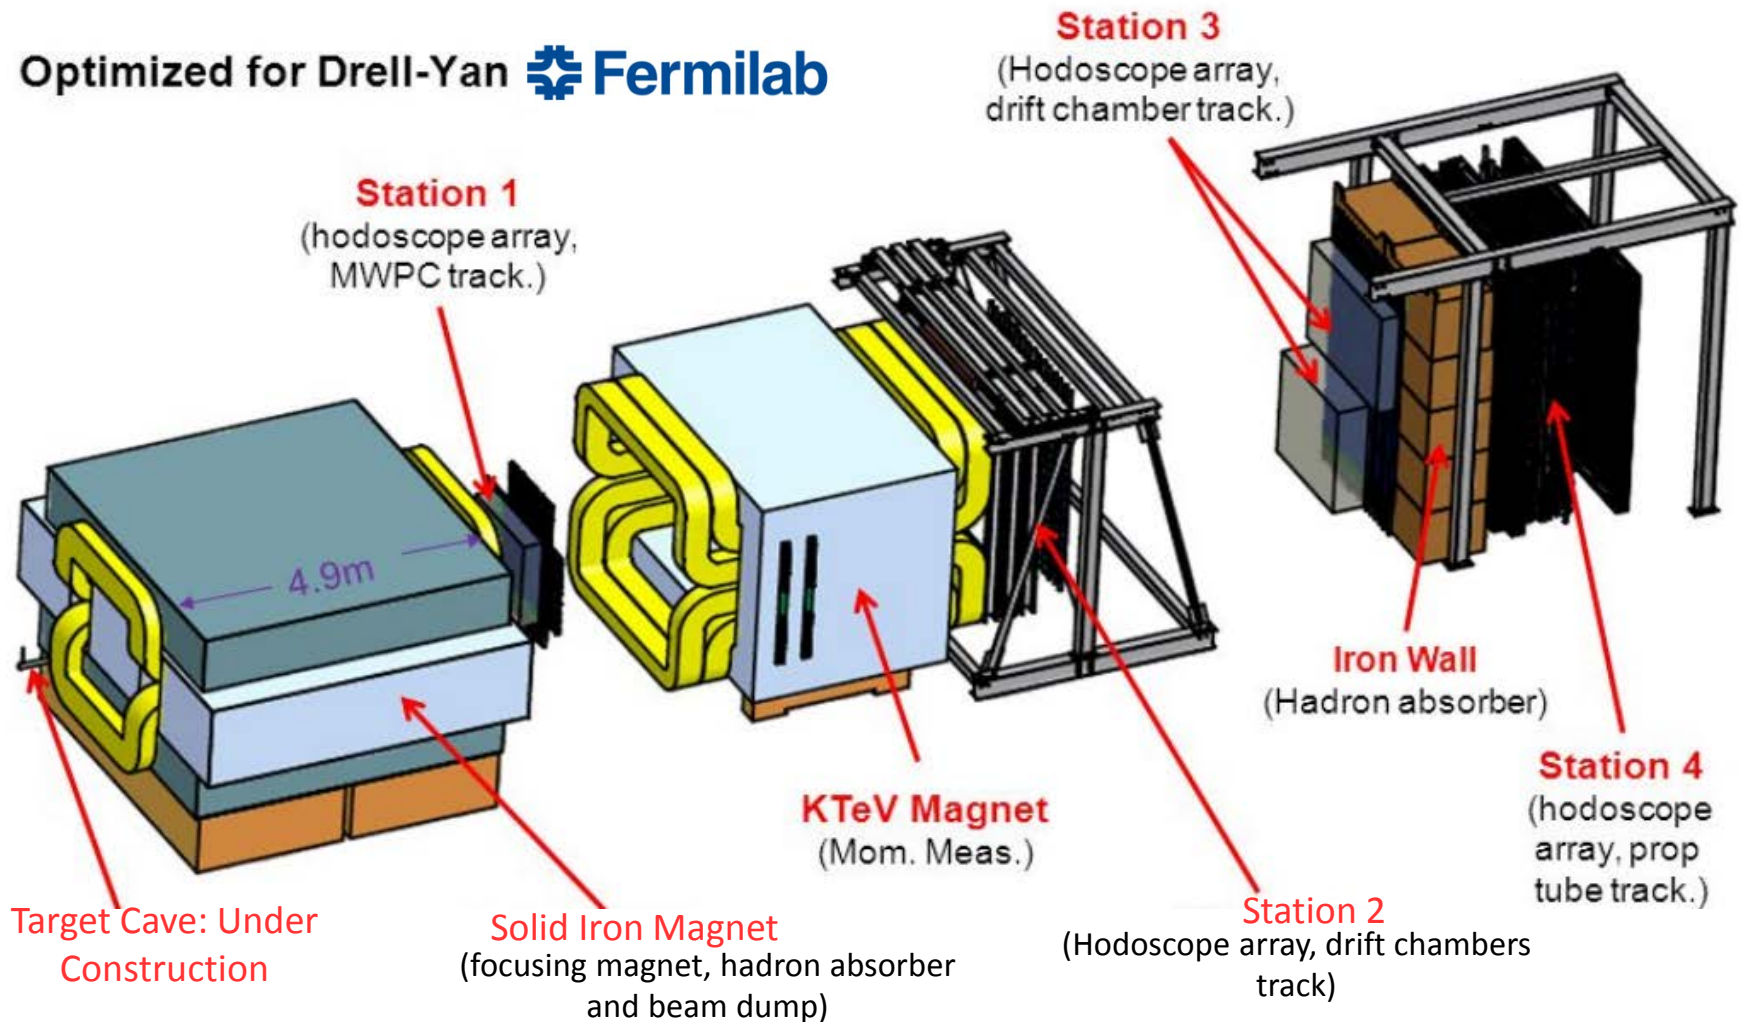 Optimized for Drell-Yan Fermilab
Station 3
(Hodoscope array,
drift chamber track.)
Station 1
(hodoscope array,
MWPC track.)
4.9m
Iron Wall
(Hadron absorber)
KTeV Magnet
(Mom. Meas.)
Station 4
(hodoscope
array, prop
tube track.)
Target Cave: Under
Construction
Solid Iron Magnet
(focusing magnet, hadron absorber
and beam dump)
Station 2
(Hodoscope array, drift chambers
track)